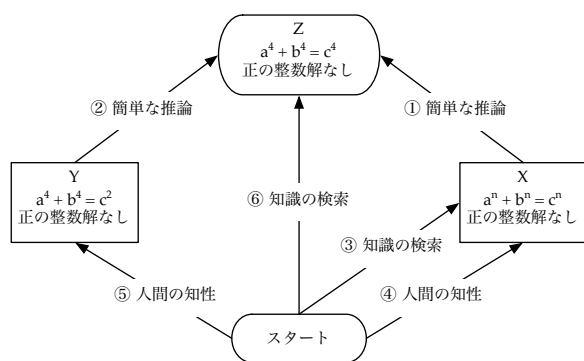 Z
a⁴ + b⁴ = c⁴
正の整数解なし
② 簡単な推論
① 簡単な推論
Y
a⁴ + b⁴ = c²
正の整数解なし
X
aⁿ + bⁿ = cⁿ
正の整数解なし
⑥ 知識の検索
③ 知識の検索
⑤ 人間の知性
④ 人間の知性
スタート